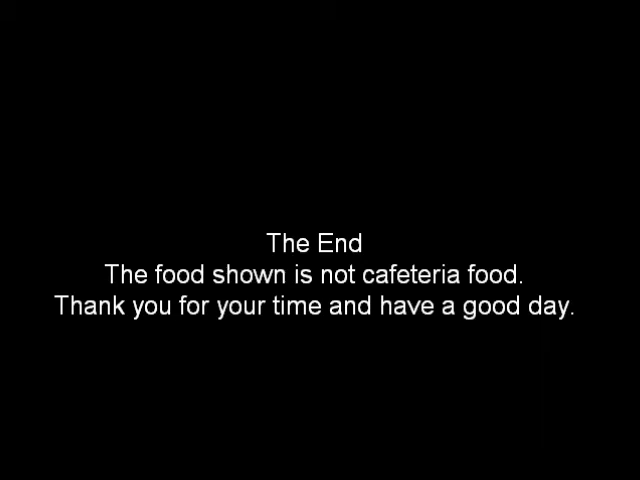 The End
The food shown is not cafeteria food.
Thank you for your time and have a good day.